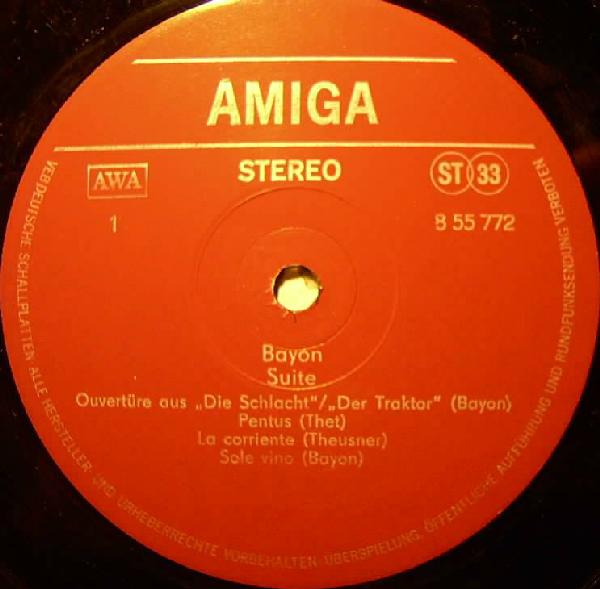 AMIGA
AWA
STEREO
ST 33
1
8 55 772
Bayon
Suite
Ouvertüre aus „Die Schlacht“/„Der Traktor“ (Bayon)
Pentus (Thet)
La corriente (Theusner)
Sole vino (Bayon)
VEB DEUTSCHE SCHALLPLATTEN ALLE HERSTELLER- UND URHEBERRECHTE VORBEHALTEN ÜBERSPIELUNG, ÖFFENTLICHE AUFFÜHRUNG UND RUNDFUNKSENDUNG VERBOTEN